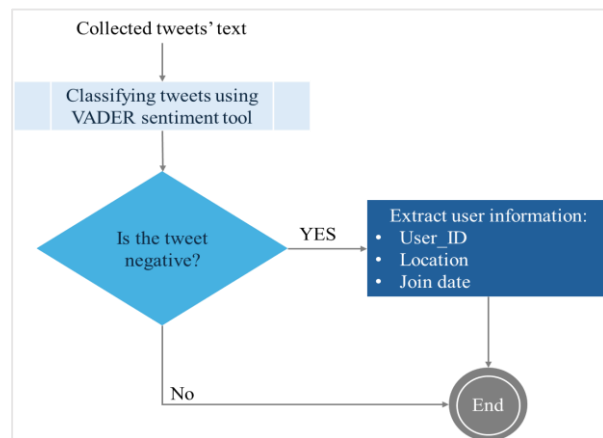 Collected tweets’ text
Classifying tweets using
VADER sentiment tool
Is the tweet
negative?
YES
Extract user information:
• User_ID
• Location
• Join date
No
End